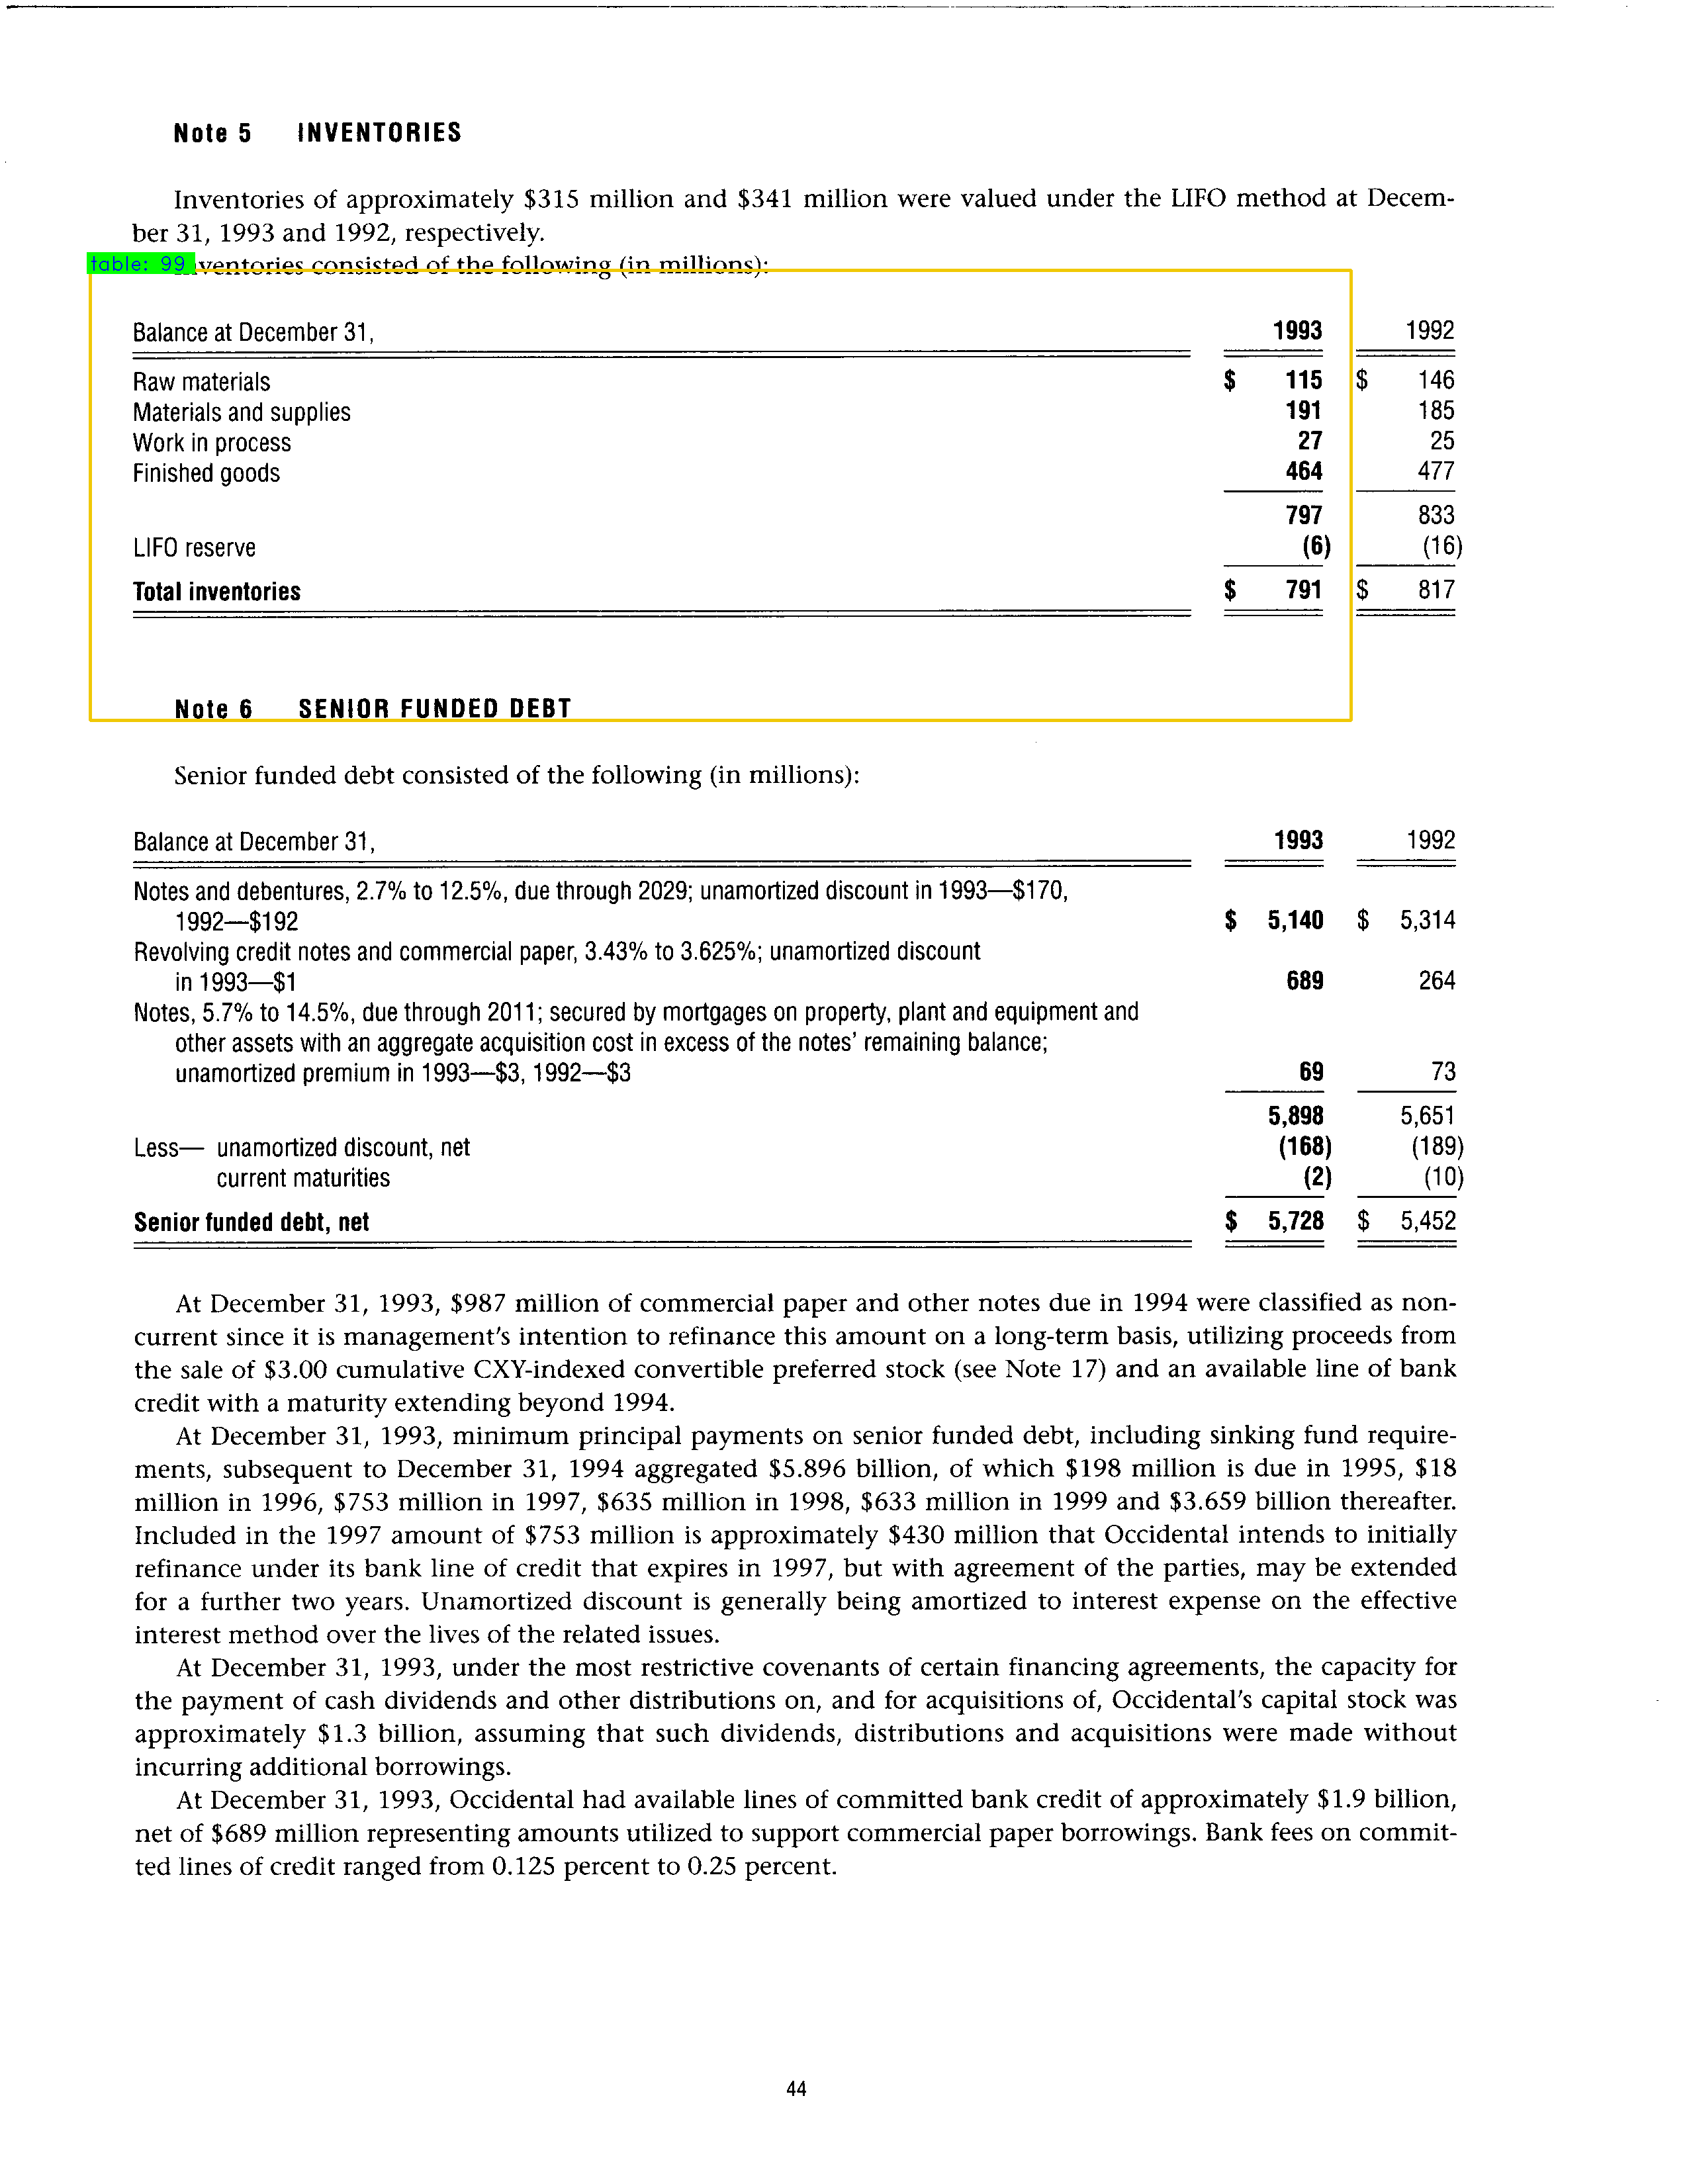 Note 5 INVENTORIES
Inventories of approximately $315 million and $341 million were valued under the LIFO method at Decem-
ber 31, 1993 and 1992, respectively.
table: 99 ventories consisted of the following (in millions):
Balance at December 31, 1993 1992
Raw materials $ 115 $ 146
Materials and supplies 191 185
Work in process 27 25
Finished goods 464 477
797 833
LIFO reserve (6) (16)
Total inventories $ 791 $ 817
Note 6 SENIOR FUNDED DEBT
Senior funded debt consisted of the following (in millions):
Balance at December 31, 1993 1992
Notes and debentures, 2.7% to 12.5%, due through 2029; unamortized discount in 1993—$170,
1992—$192 $ 5,140 $ 5,314
Revolving credit notes and commercial paper, 3.43% to 3.625%; unamortized discount
in 1993—$1 689 264
Notes, 5.7% to 14.5%, due through 2011; secured by mortgages on property, plant and equipment and
other assets with an aggregate acquisition cost in excess of the notes' remaining balance;
unamortized premium in 1993—$3, 1992—$3 69 73
5,898 5,651
Less— unamortized discount, net (168) (189)
current maturities (2) (10)
Senior funded debt, net $ 5,728 $ 5,452
At December 31, 1993, $987 million of commercial paper and other notes due in 1994 were classified as non-
current since it is management's intention to refinance this amount on a long-term basis, utilizing proceeds from
the sale of $3.00 cumulative CXY-indexed convertible preferred stock (see Note 17) and an available line of bank
credit with a maturity extending beyond 1994.
At December 31, 1993, minimum principal payments on senior funded debt, including sinking fund require-
ments, subsequent to December 31, 1994 aggregated $5.896 billion, of which $198 million is due in 1995, $18
million in 1996, $753 million in 1997, $635 million in 1998, $633 million in 1999 and $3.659 billion thereafter.
Included in the 1997 amount of $753 million is approximately $430 million that Occidental intends to initially
refinance under its bank line of credit that expires in 1997, but with agreement of the parties, may be extended
for a further two years. Unamortized discount is generally being amortized to interest expense on the effective
interest method over the lives of the related issues.
At December 31, 1993, under the most restrictive covenants of certain financing agreements, the capacity for
the payment of cash dividends and other distributions on, and for acquisitions of, Occidental's capital stock was
approximately $1.3 billion, assuming that such dividends, distributions and acquisitions were made without
incurring additional borrowings.
At December 31, 1993, Occidental had available lines of committed bank credit of approximately $1.9 billion,
net of $689 million representing amounts utilized to support commercial paper borrowings. Bank fees on commit-
ted lines of credit ranged from 0.125 percent to 0.25 percent.
44